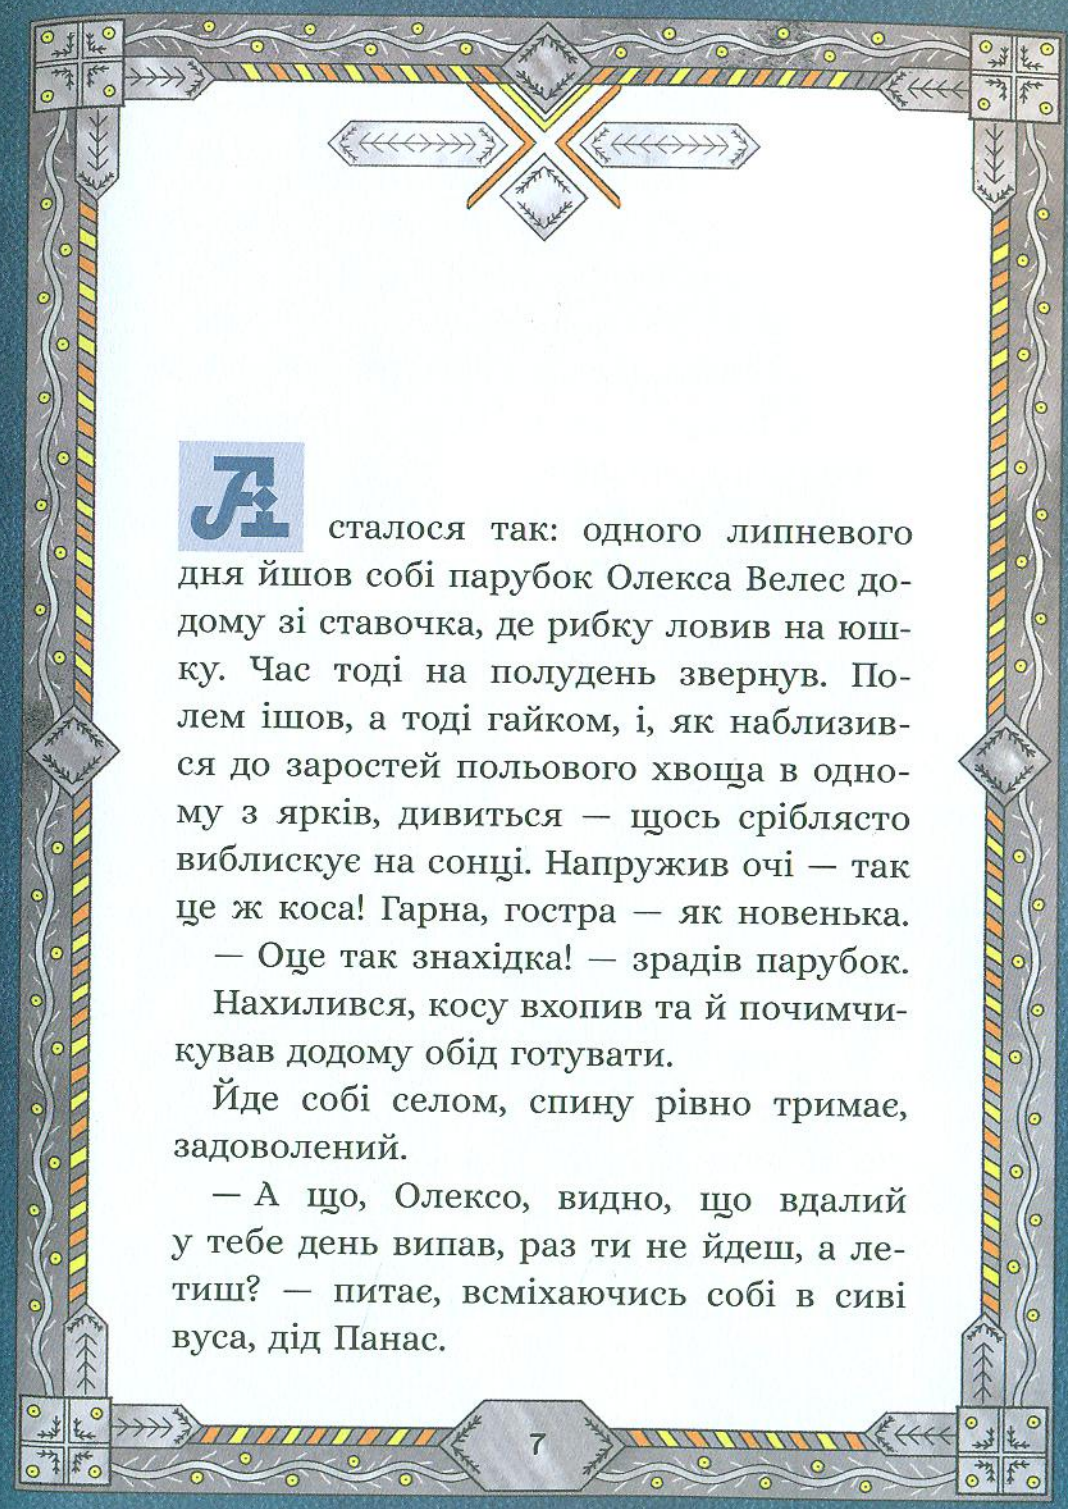 А сталося так: одного липневого
дня йшов собі парубок Олекса Велес до-
дому зі ставочка, де рибку ловив на юш-
ку. Час тоді на полудень звернув. По-
лем ішов, а тоді гайком, і, як наблизив-
ся до заростей польового хвоща в одно-
му з ярків, дивиться — щось сріблясто
виблискує на сонці. Напружив очі — так
це ж коса! Гарна, гостра — як новенька.
— Оце так знахідка! — зрадів парубок.
Нахилився, косу вхопив та й почимчи-
кував додому обід готувати.
Йде собі селом, спину рівно тримає,
задоволений.
— А що, Олексо, видно, що вдалий
у тебе день випав, раз ти не йдеш, а ле-
тиш? — питає, всміхаючись собі в сиві
вуса, дід Панас.
7